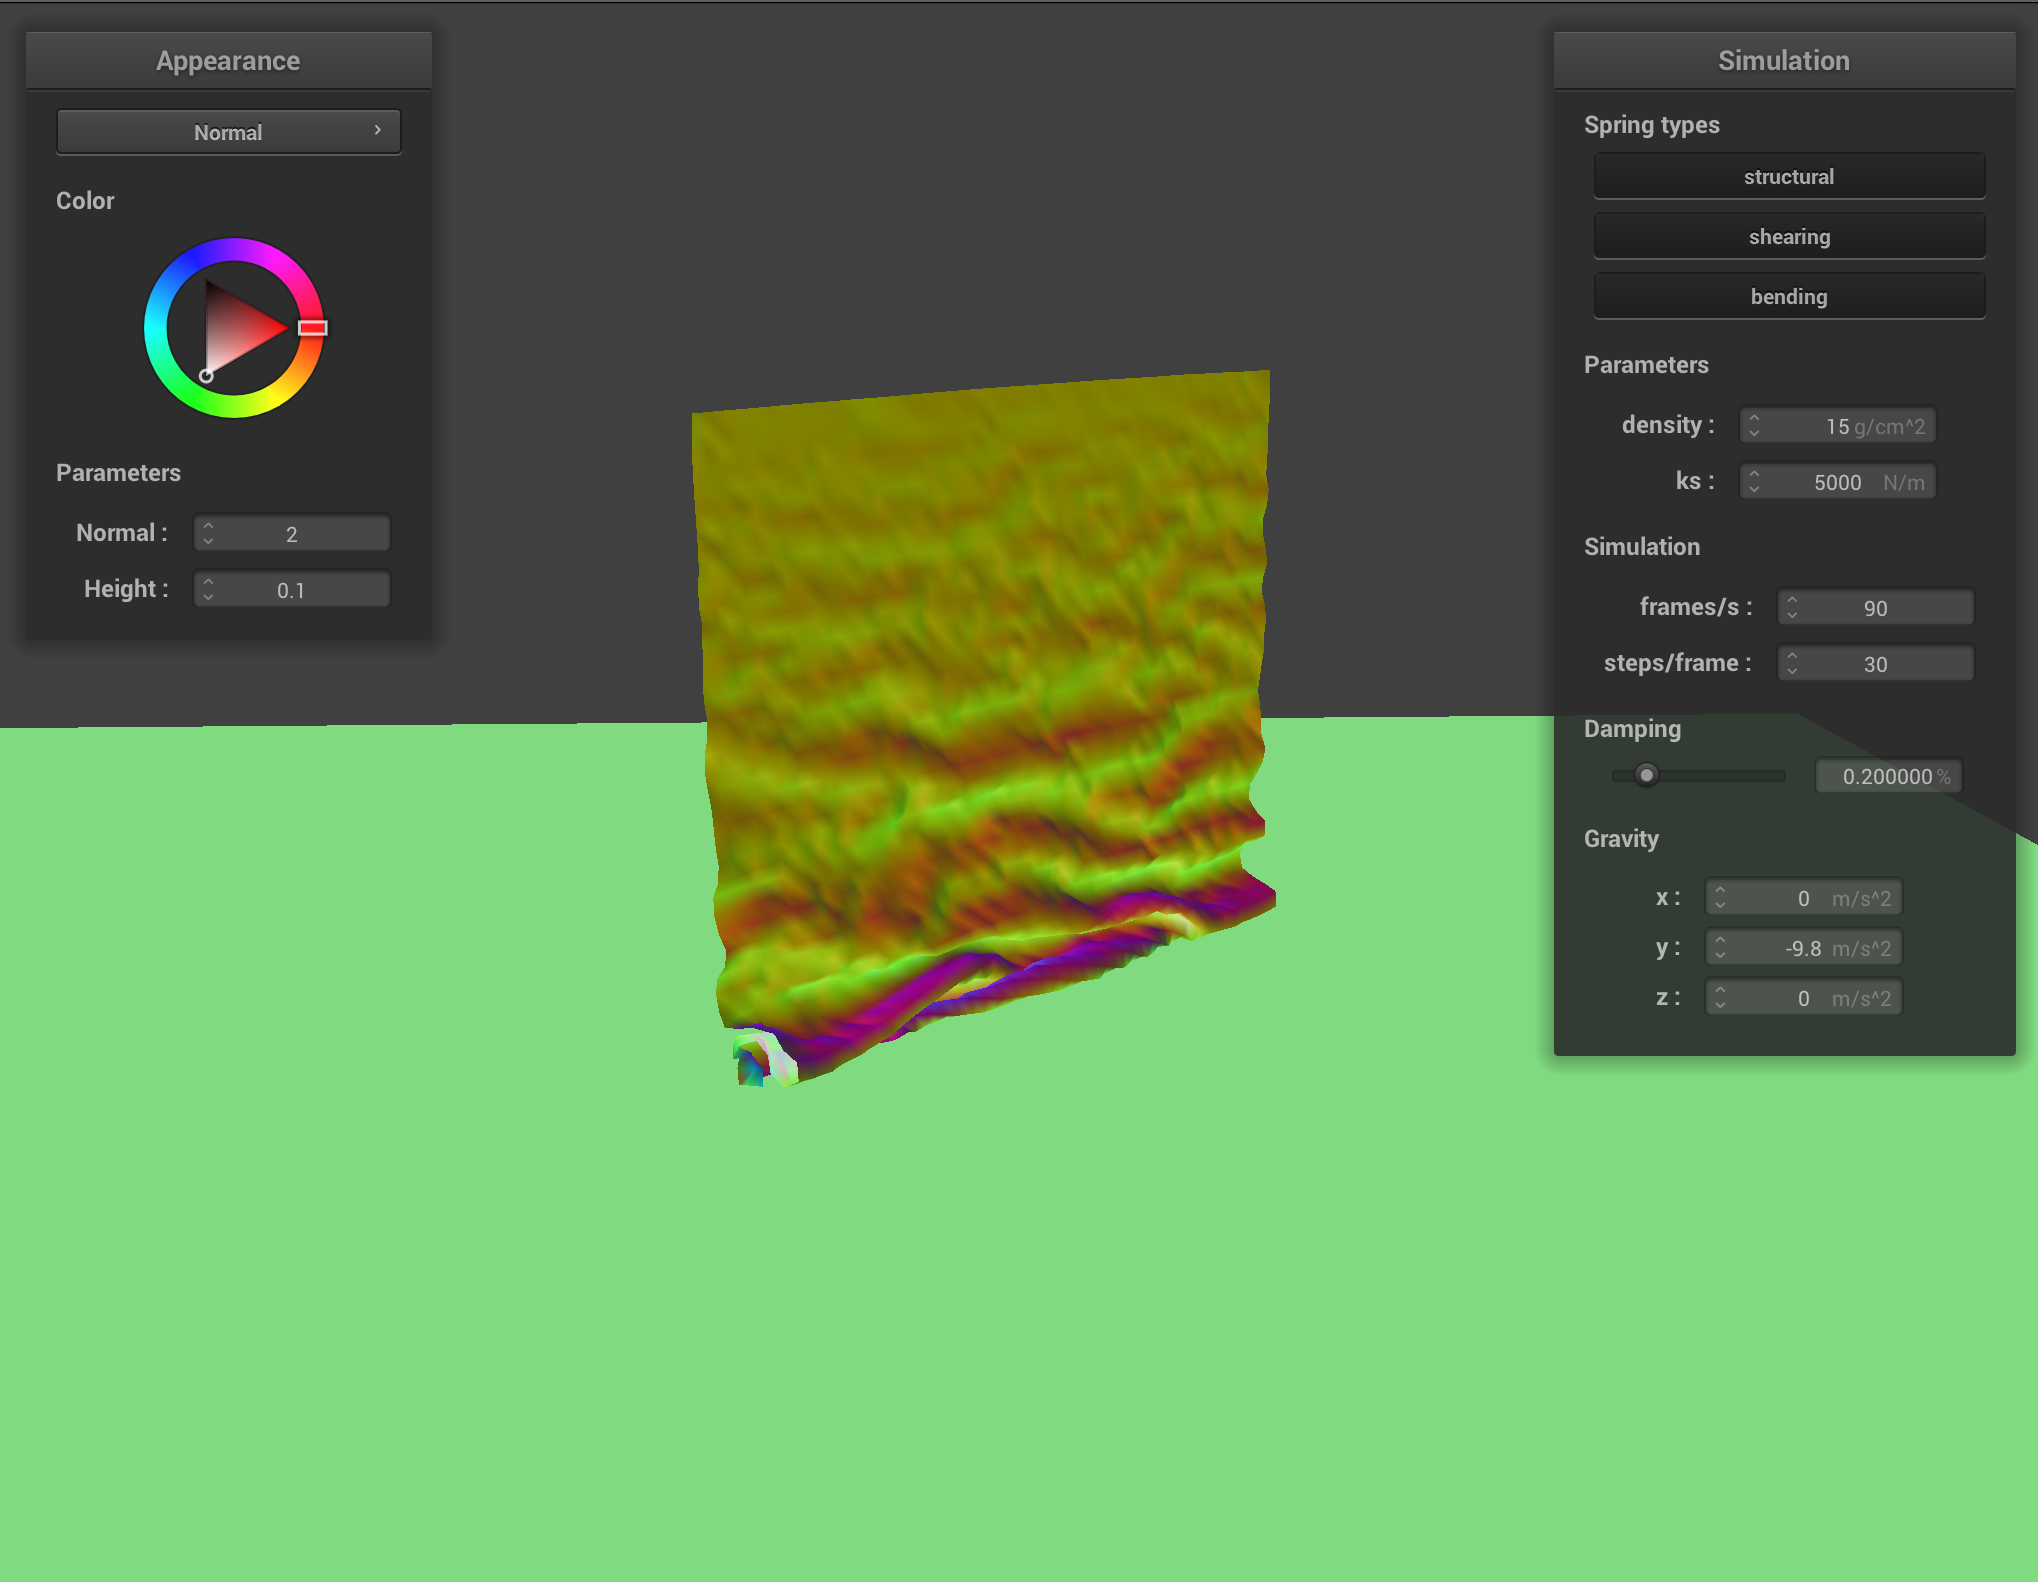 Appearance
Normal
Color
Parameters
Normal : 2
Height : 0.1
Simulation
Spring types
structural
shearing
bending
Parameters
density : 15 g/cm^2
ks : 5000 N/m
Simulation
frames/s : 90
steps/frame : 30
Damping
0.200000 %
Gravity
x : 0 m/s^2
y : -9.8 m/s^2
z : 0 m/s^2